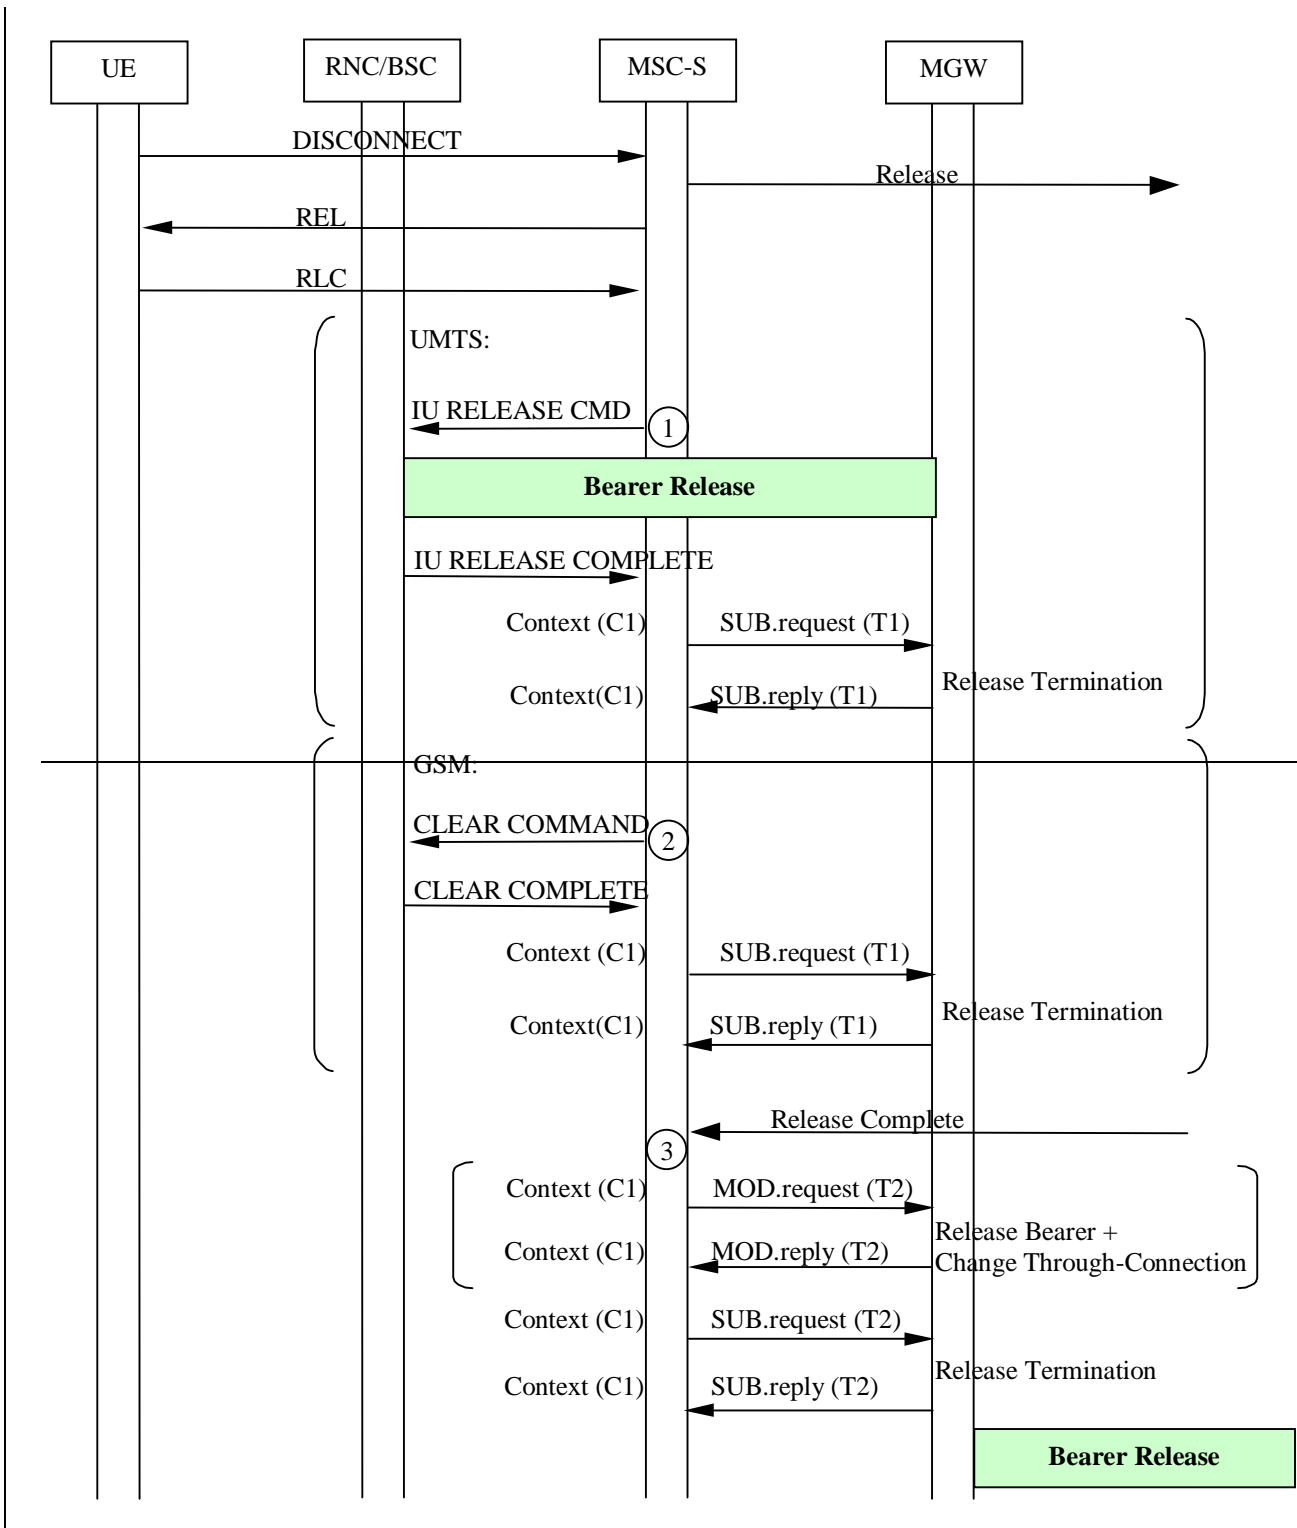 UE
RNC/BSC
MSC-S
MGW
DISCONNECT
Release
REL
RLC
UMTS:
IU RELEASE CMD
1
Bearer Release
IU RELEASE COMPLETE
Context (C1)
SUB.request (T1)
Release Termination
Context(C1)
SUB.reply (T1)
GSM:
CLEAR COMMAND
2
CLEAR COMPLETE
Context (C1)
SUB.request (T1)
Release Termination
Context(C1)
SUB.reply (T1)
Release Complete
3
Context (C1)
MOD.request (T2)
Release Bearer +
Change Through-Connection
Context (C1)
MOD.reply (T2)
Context (C1)
SUB.request (T2)
Release Termination
Context (C1)
SUB.reply (T2)
Bearer Release